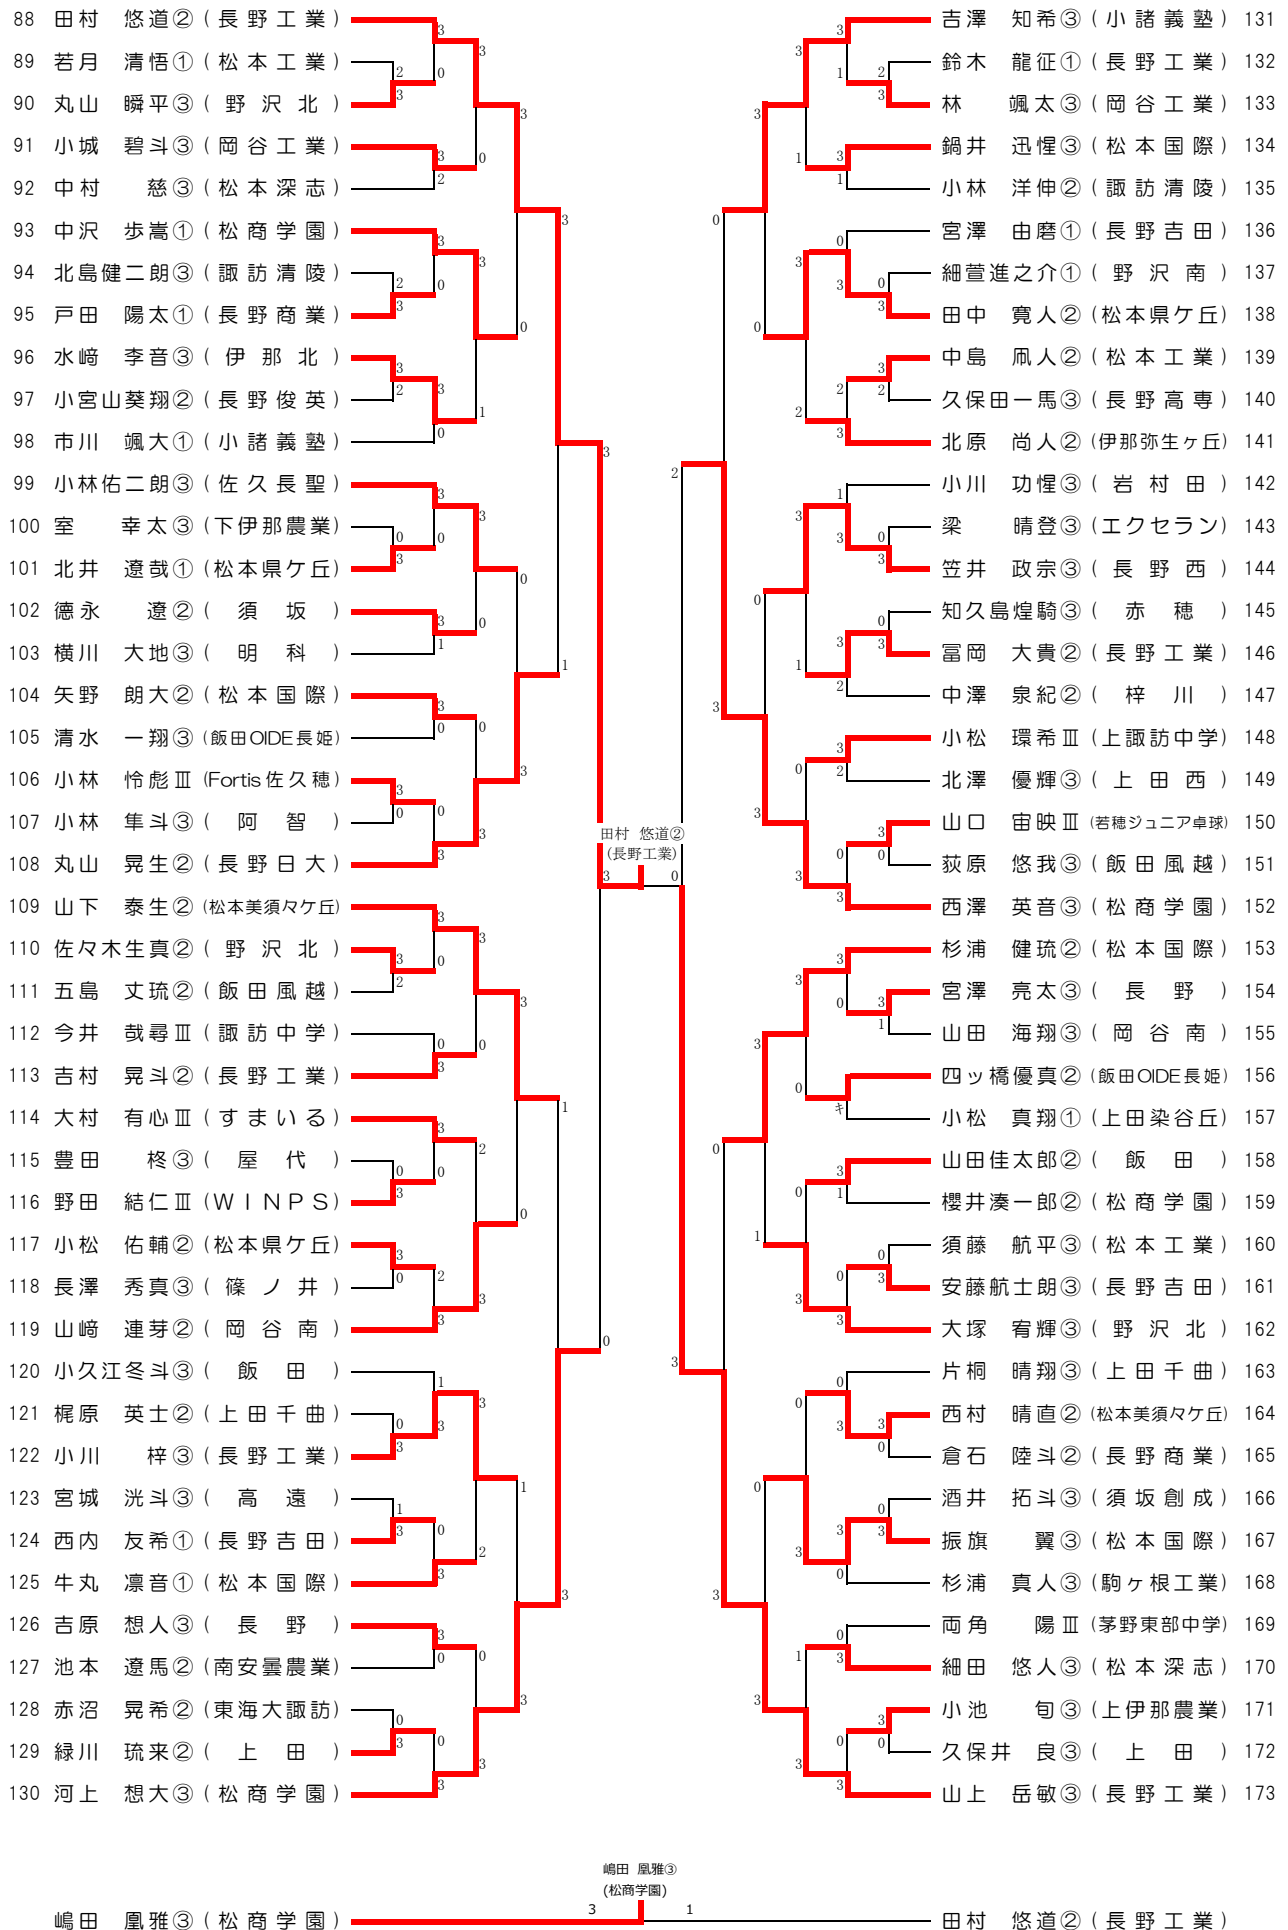 88 田村 悠道② (長野工業)
89 若月 清悟① (松本工業)
90 丸山 瞬平③ (野沢北)
91 小城 碧斗③ (岡谷工業)
92 中村 慈③ (松本深志)
93 中沢 歩嵩① (松商学園)
94 北島健二朗③ (諏訪清陵)
95 戸田 陽太① (長野商業)
96 水﨑 李音③ (伊那北)
97 小宮山葵翔② (長野俊英)
98 市川 颯大① (小諸義塾)
99 小林佑二朗③ (佐久長聖)
100 室 幸太③ (下伊那農業)
101 北井 遼哉① (松本県ケ丘)
102 德永 遼② (須坂)
103 横川 大地③ (明科)
104 矢野 朗大② (松本国際)
105 清水 一翔③ (飯田OIDE長姫)
106 小林 怜彪Ⅲ (Fortis佐久穂)
107 小林 隼斗③ (阿智)
108 丸山 晃生② (長野日大)
109 山下 泰生② (松本美須々ケ丘)
110 佐々木生真② (野沢北)
111 五島 丈琉② (飯田風越)
112 今井 哉尋Ⅲ (諏訪中学)
113 吉村 晃斗② (長野工業)
114 大村 有心Ⅲ (すまいる)
115 豊田 柊③ (屋代)
116 野田 結仁Ⅲ (WINPS)
117 小松 佑輔② (松本県ケ丘)
118 長澤 秀真③ (篠ノ井)
119 山﨑 連芽② (岡谷南)
120 小久江冬斗③ (飯田)
121 梶原 英士② (上田千曲)
122 小川 梓③ (長野工業)
123 宮城 洸斗③ (高遠)
124 西内 友希① (長野吉田)
125 牛丸 凛音① (松本国際)
126 吉原 想人③ (長野)
127 池本 遼馬② (南安曇農業)
128 赤沼 晃希② (東海大諏訪)
129 緑川 琉来② (上田)
130 河上 想大③ (松商学園)
田村 悠道②
(長野工業)
3 0
吉澤 知希③ (小諸義塾) 131
鈴木 龍征① (長野工業) 132
林 颯太③ (岡谷工業) 133
鍋井 迅惺③ (松本国際) 134
小林 洋伸② (諏訪清陵) 135
宮澤 由磨① (長野吉田) 136
細萱進之介① (野沢南) 137
田中 寛人② (松本県ケ丘) 138
中島 凧人② (松本工業) 139
久保田一馬③ (長野高専) 140
北原 尚人② (伊那弥生ヶ丘) 141
小川 功惺③ (岩村田) 142
梁 晴登③ (エクセラン) 143
笠井 政宗③ (長野西) 144
知久島煌騎③ (赤穂) 145
冨岡 大貴② (長野工業) 146
中澤 泉紀② (梓川) 147
小松 環希Ⅲ (上諏訪中学) 148
北澤 優輝③ (上田西) 149
山口 宙映Ⅲ (若穂ジュニア卓球) 150
荻原 悠我③ (飯田風越) 151
西澤 英音③ (松商学園) 152
杉浦 健琉② (松本国際) 153
宮澤 亮太③ (長野) 154
山田 海翔③ (岡谷南) 155
四ッ橋優真② (飯田OIDE長姫) 156
小松 真翔① (上田染谷丘) 157
山田佳太郎② (飯田) 158
櫻井湊一郎② (松商学園) 159
須藤 航平③ (松本工業) 160
安藤航士朗③ (長野吉田) 161
大塚 宥輝③ (野沢北) 162
片桐 晴翔③ (上田千曲) 163
西村 晴直② (松本美須々ケ丘) 164
倉石 陸斗② (長野商業) 165
酒井 拓斗③ (須坂創成) 166
振旗 翼③ (松本国際) 167
杉浦 真人③ (駒ヶ根工業) 168
両角 陽Ⅲ (茅野東部中学) 169
細田 悠人③ (松本深志) 170
小池 旬③ (上伊那農業) 171
久保井 良③ (上田) 172
山上 岳敏③ (長野工業) 173
嶋田 凰雅③
(松商学園)
嶋田 凰雅③ (松商学園) 3 1 田村 悠道② (長野工業)